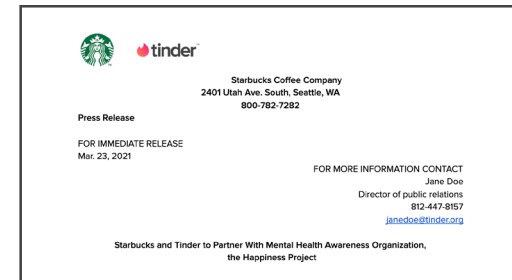 tinder
Starbucks Coffee Company
2401 Utah Ave. South, Seattle, WA
800-782-7282
Press Release
FOR IMMEDIATE RELEASE
Mar. 23, 2021
FOR MORE INFORMATION CONTACT
Jane Doe
Director of public relations
812-447-8157
janedoe@tinder.org
Starbucks and Tinder to Partner With Mental Health Awareness Organization,
the Happiness Project